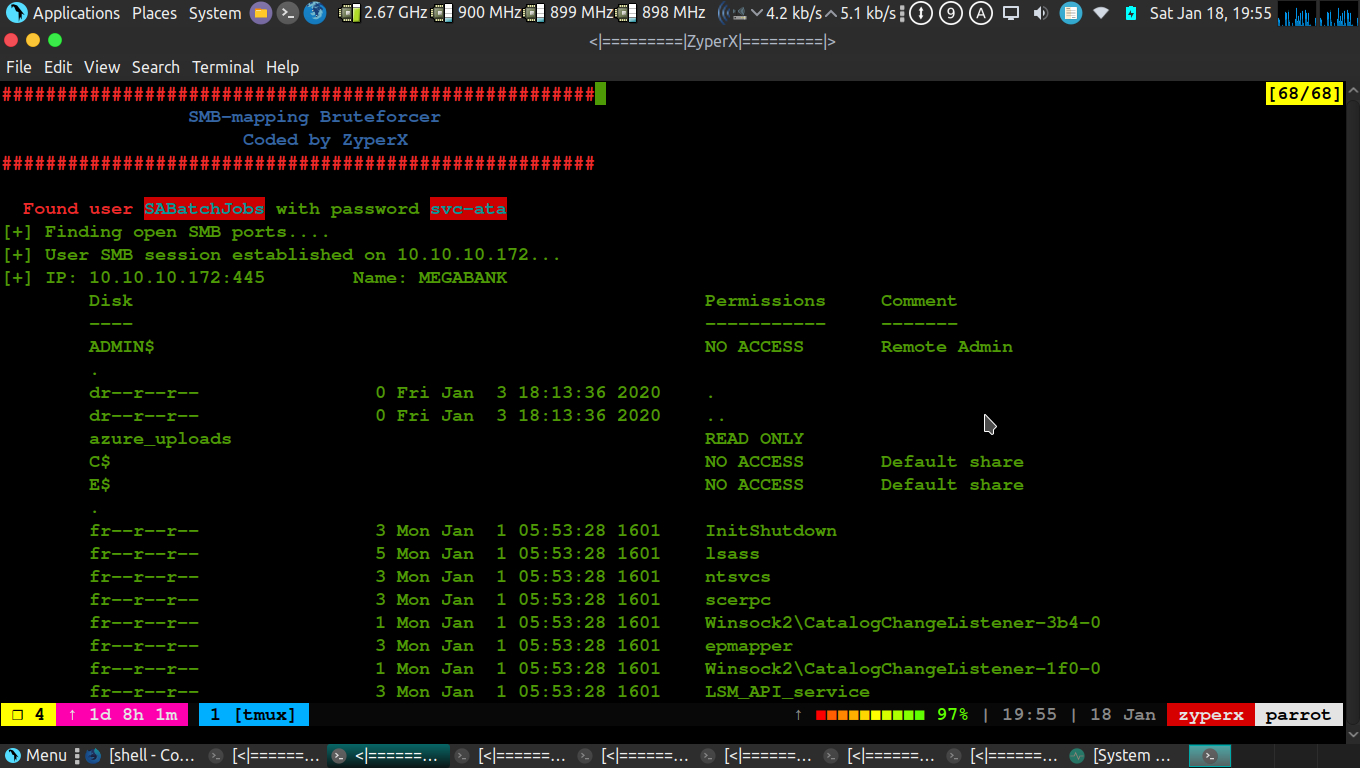 Applications Places System 2.67 GHz 900 MHz 899 MHz 898 MHz 4.2 kb/s 5.1 kb/s 9 A Sat Jan 18, 19:55
<|=========|ZyperX|=========|>
File Edit View Search Terminal Help
###################################################### [68/68]
SMB-mapping Bruteforcer
Coded by ZyperX
######################################################
Found user SABatchJobs with password svc-ata
[+] Finding open SMB ports....
[+] User SMB session established on 10.10.10.172...
[+] IP: 10.10.10.172:445 Name: MEGABANK
Disk Permissions Comment
---- ----------- -------
ADMIN$ NO ACCESS Remote Admin
.
dr--r--r-- 0 Fri Jan 3 18:13:36 2020 .
dr--r--r-- 0 Fri Jan 3 18:13:36 2020 ..
azure_uploads READ ONLY
C$ NO ACCESS Default share
E$ NO ACCESS Default share
.
fr--r--r-- 3 Mon Jan 1 05:53:28 1601 InitShutdown
fr--r--r-- 5 Mon Jan 1 05:53:28 1601 lsass
fr--r--r-- 3 Mon Jan 1 05:53:28 1601 ntsvcs
fr--r--r-- 3 Mon Jan 1 05:53:28 1601 scerpc
fr--r--r-- 1 Mon Jan 1 05:53:28 1601 Winsock2\CatalogChangeListener-3b4-0
fr--r--r-- 3 Mon Jan 1 05:53:28 1601 epmapper
fr--r--r-- 1 Mon Jan 1 05:53:28 1601 Winsock2\CatalogChangeListener-1f0-0
fr--r--r-- 3 Mon Jan 1 05:53:28 1601 LSM_API_service
❐ 4 ↑ 1d 8h 1m 1 [tmux] ↑ 97% | 19:55 | 18 Jan zyperx parrot
Menu [shell - Co... [<|======... <|======... [<|======... [<|======... [<|======... [<|======... [<|======... [System ...